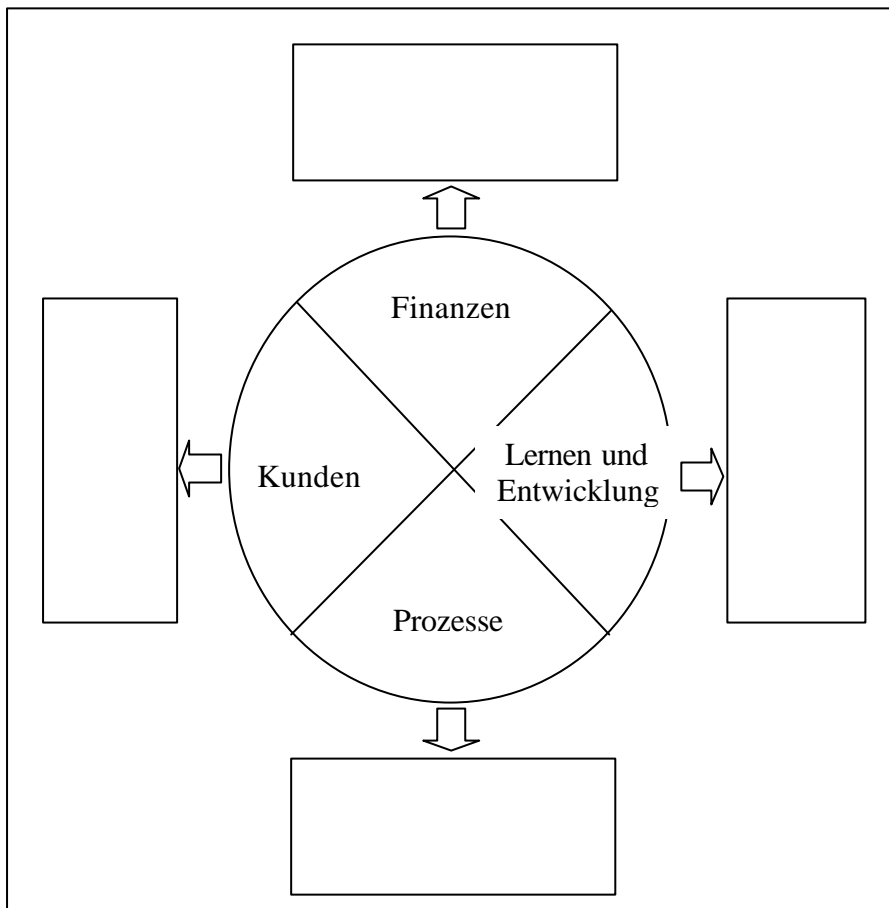 Finanzen
Kunden
Lernen und
Entwicklung
Prozesse